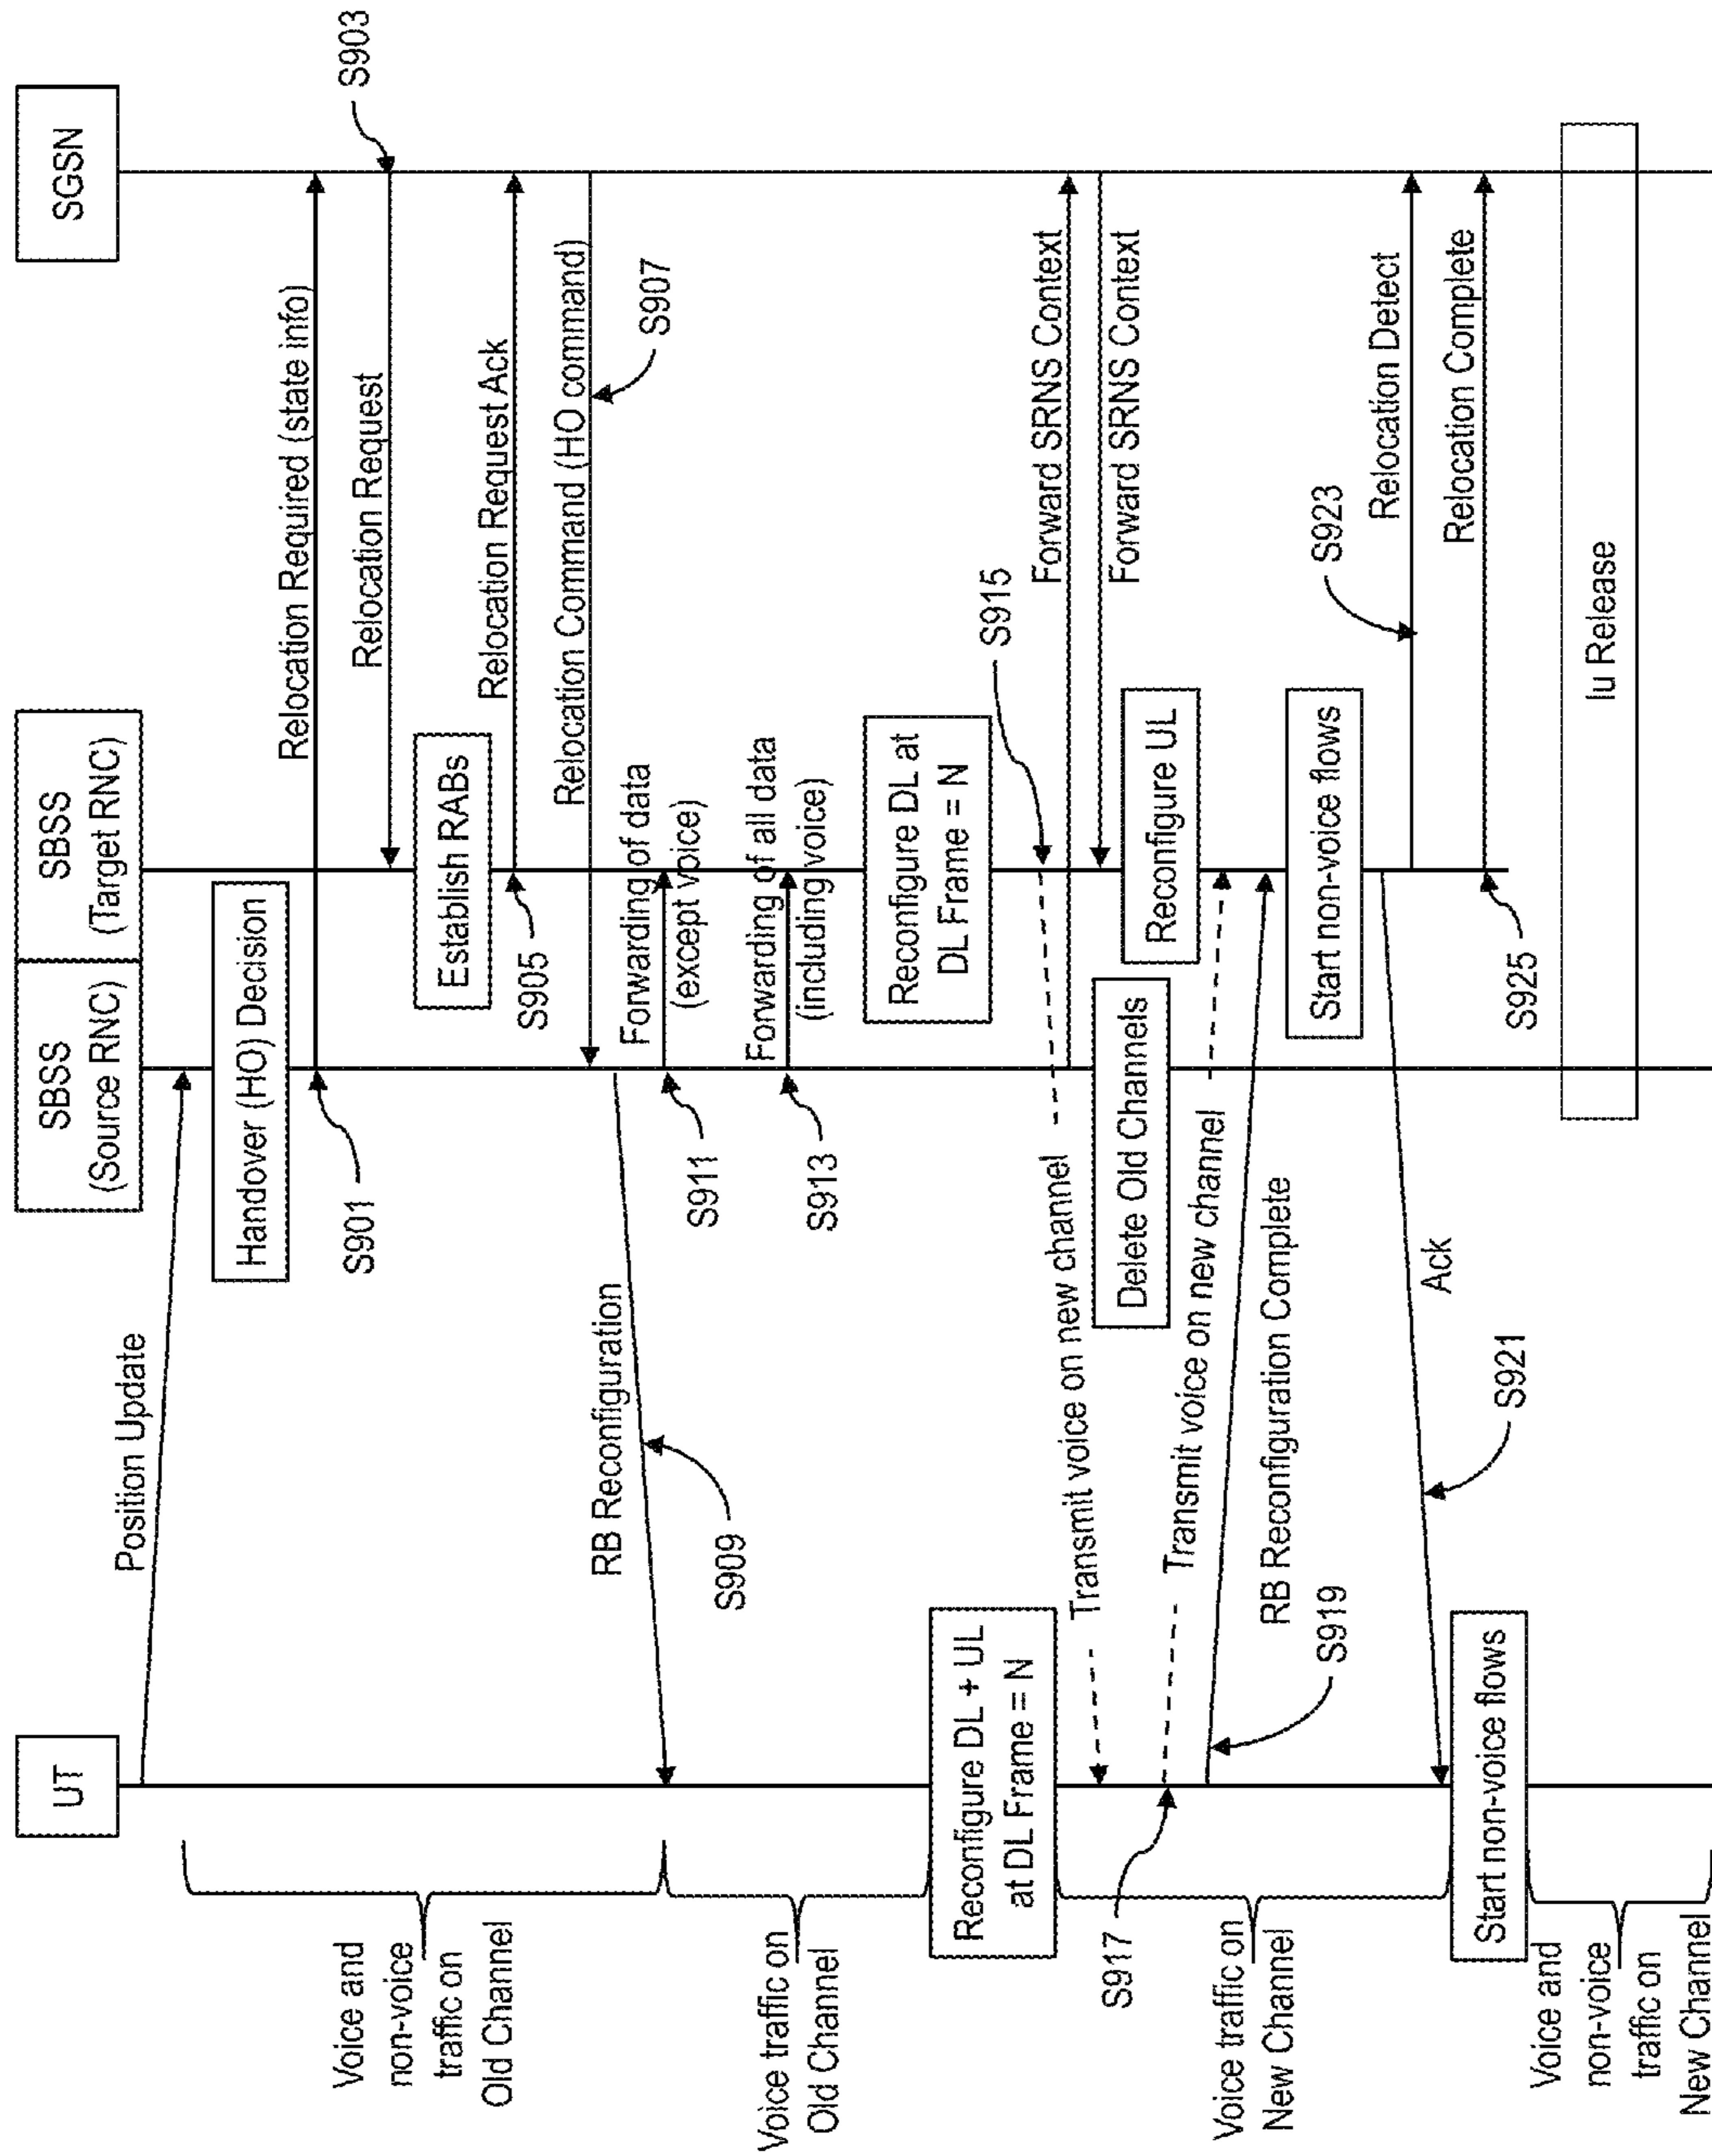 UT
SBSS
(Source RNC)
SBSS
(Target RNC)
SGSN
Position Update
Handover (HO) Decision
Relocation Required (state info)
S901
Relocation Request
S903
Establish RABs
Relocation Request Ack
S905
Relocation Command (HO command)
S907
Voice and
non-voice
traffic on
Old Channel
RB Reconfiguration
S909
Forwarding of data
(except voice)
S911
Forwarding of all data
(including voice)
S913
Voice traffic on
Old Channel
Reconfigure DL at
DL Frame = N
Reconfigure DL + UL
at DL Frame = N
S915
Transmit voice on new channel
Forward SRNS Context
Forward SRNS Context
Delete Old Channels
Reconfigure UL
S917
Transmit voice on new channel
RB Reconfiguration Complete
S919
Voice traffic on
New Channel
Start non-voice flows
S923
Relocation Detect
Ack
S921
Relocation Complete
S925
Start non-voice flows
Iu Release
Voice and
non-voice
traffic on
New Channel